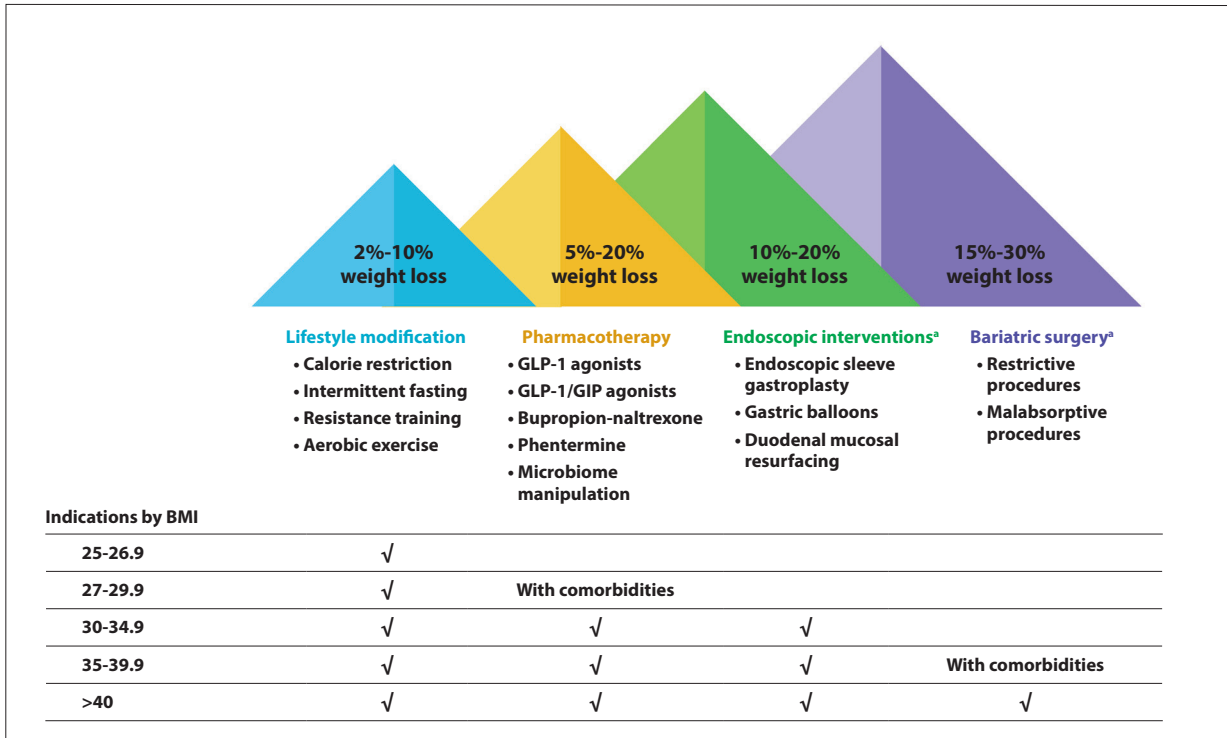 2%-10%
weight loss
5%-20%
weight loss
10%-20%
weight loss
15%-30%
weight loss
Lifestyle modification
• Calorie restriction
• Intermittent fasting
• Resistance training
• Aerobic exercise
Pharmacotherapy
• GLP-1 agonists
• GLP-1/GIP agonists
• Bupropion-naltrexone
• Phentermine
• Microbiome
manipulation
Endoscopic interventionsᵃ
• Endoscopic sleeve
gastroplasty
• Gastric balloons
• Duodenal mucosal
resurfacing
Bariatric surgeryᵃ
• Restrictive
procedures
• Malabsorptive
procedures
Indications by BMI
25-26.9 √
27-29.9 √ With comorbidities
30-34.9 √ √ √
35-39.9 √ √ √ With comorbidities
>40 √ √ √ √